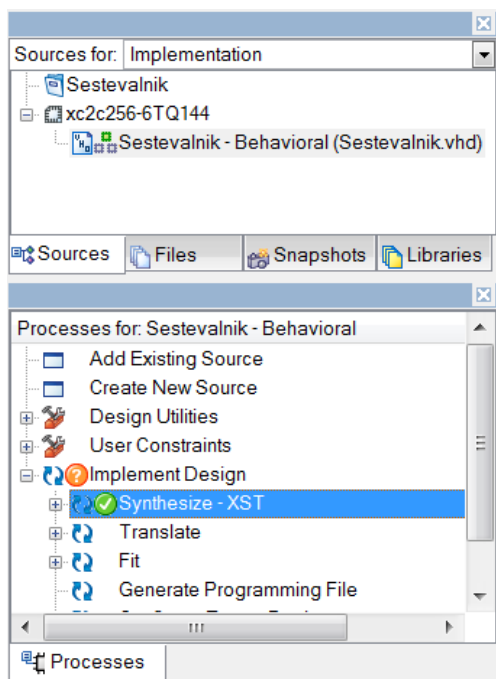 Sources for: Implementation
Sestevalnik
xc2c256-6TQ144
Sestevalnik - Behavioral (Sestevalnik.vhd)
Sources Files Snapshots Libraries
Processes for: Sestevalnik - Behavioral
Add Existing Source
Create New Source
Design Utilities
User Constraints
Implement Design
Synthesize - XST
Translate
Fit
Generate Programming File
Processes